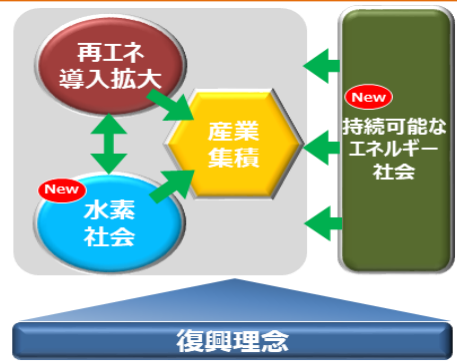 再エネ
導入拡大
産業
集積
New
水素
社会
New
持続可能な
エネルギー
社会
復興理念